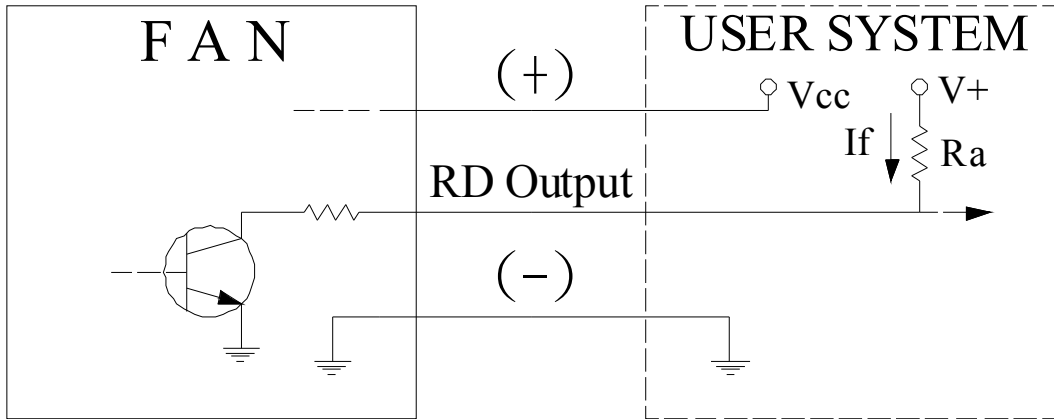 F A N
USER SYSTEM
(+)
Vcc
V+
If
Ra
RD Output
(-)